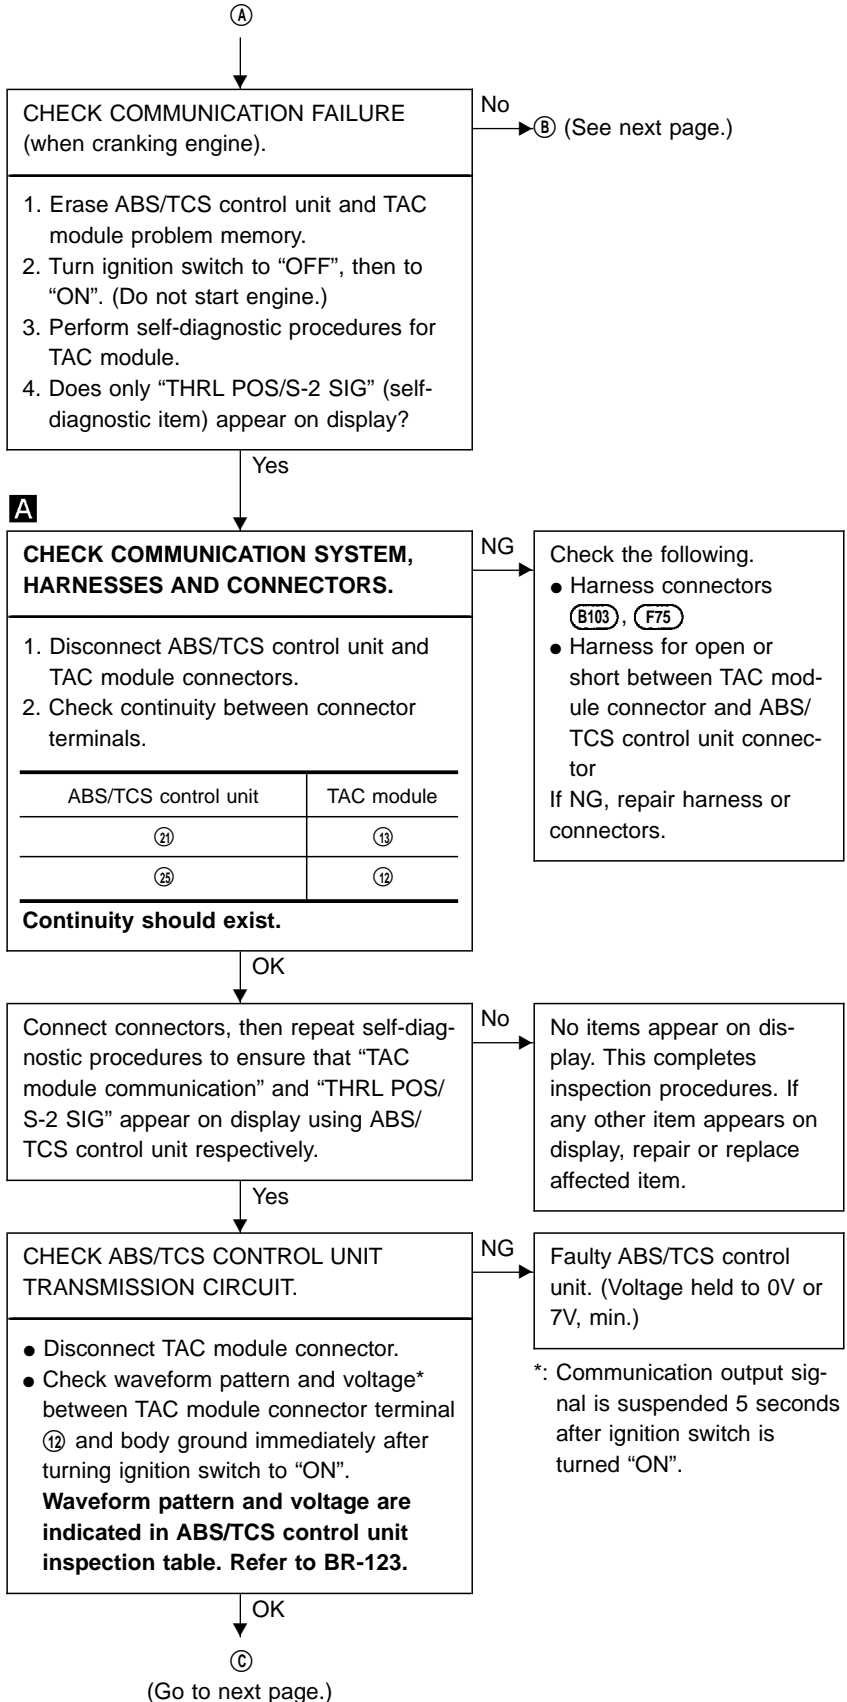 Ⓐ
CHECK COMMUNICATION FAILURE
(when cranking engine).
No
Ⓑ (See next page.)
1. Erase ABS/TCS control unit and TAC
module problem memory.
2. Turn ignition switch to “OFF”, then to
“ON”. (Do not start engine.)
3. Perform self-diagnostic procedures for
TAC module.
4. Does only “THRL POS/S-2 SIG” (self-
diagnostic item) appear on display?
Yes
A
CHECK COMMUNICATION SYSTEM,
HARNESSES AND CONNECTORS.
1. Disconnect ABS/TCS control unit and
TAC module connectors.
2. Check continuity between connector
terminals.
ABS/TCS control unit TAC module
㉑ ⑬
㉕ ⑫
Continuity should exist.
NG
Check the following.
● Harness connectors
B103, F75
● Harness for open or
short between TAC mod-
ule connector and ABS/
TCS control unit connec-
tor
If NG, repair harness or
connectors.
OK
Connect connectors, then repeat self-diag-
nostic procedures to ensure that “TAC
module communication” and “THRL POS/
S-2 SIG” appear on display using ABS/
TCS control unit respectively.
No
No items appear on dis-
play. This completes
inspection procedures. If
any other item appears on
display, repair or replace
affected item.
Yes
CHECK ABS/TCS CONTROL UNIT
TRANSMISSION CIRCUIT.
● Disconnect TAC module connector.
● Check waveform pattern and voltage*
between TAC module connector terminal
⑫ and body ground immediately after
turning ignition switch to “ON”.
Waveform pattern and voltage are
indicated in ABS/TCS control unit
inspection table. Refer to BR-123.
NG
Faulty ABS/TCS control
unit. (Voltage held to 0V or
7V, min.)
*: Communication output sig-
nal is suspended 5 seconds
after ignition switch is
turned “ON”.
OK
Ⓒ
(Go to next page.)